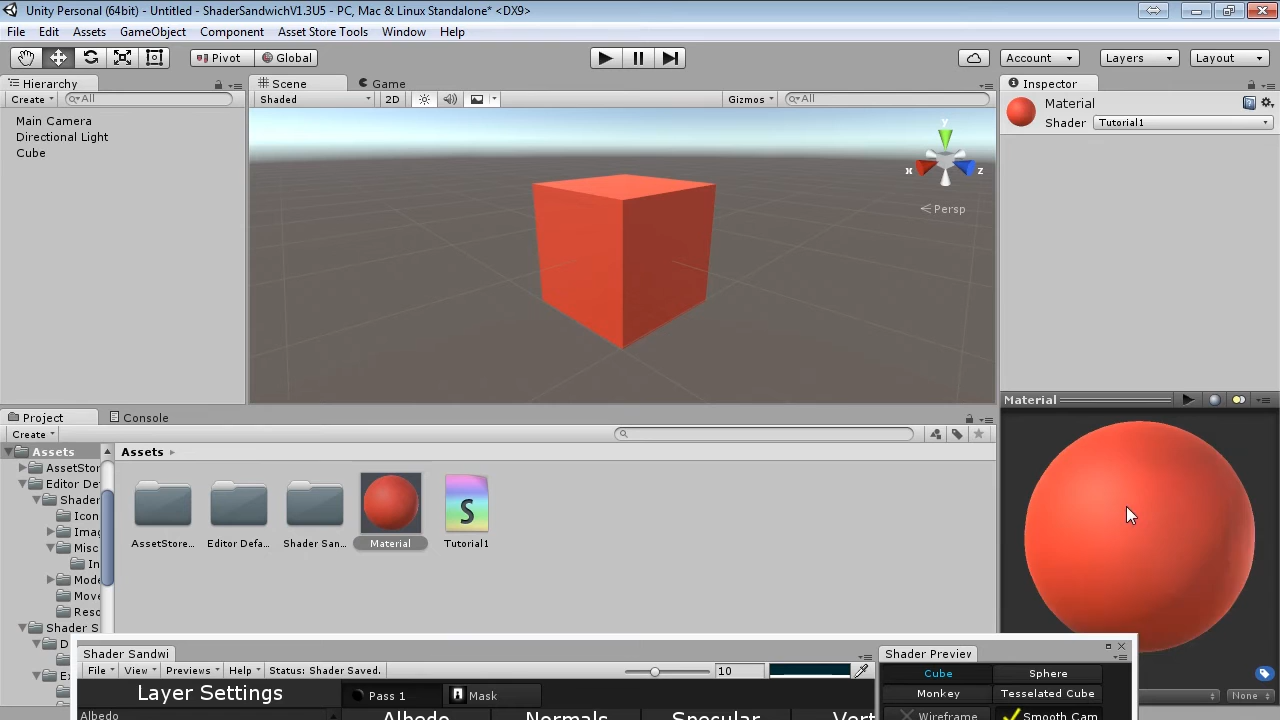 Unity Personal (64bit) - Untitled - ShaderSandwichV1.3U5 - PC, Mac & Linux Standalone* <DX9>
File Edit Assets GameObject Component Asset Store Tools Window Help
Pivot Global Account Layers Layout
Hierarchy Scene Game Inspector
Create All Shaded 2D Gizmos All
Material
Shader Tutorial1
Main Camera
Directional Light
Cube
y
x z
Persp
Material
Project Console
Create
Assets Assets
AssetStor
Editor De
Shader
Icon
Imag
Misc
In
Mode
Move
Reso
Shader S
D
Ex
AssetStore... Editor Defa... Shader San... Material Tutorial1
S
Shader Sandwi Shader Preview
File View Previews Help Status: Shader Saved. 10
Cube Sphere
Layer Settings Pass 1 Mask
Monkey Tesselated Cube
Albedo Albedo Normals Specular Vert
Wireframe Smooth Cam
None